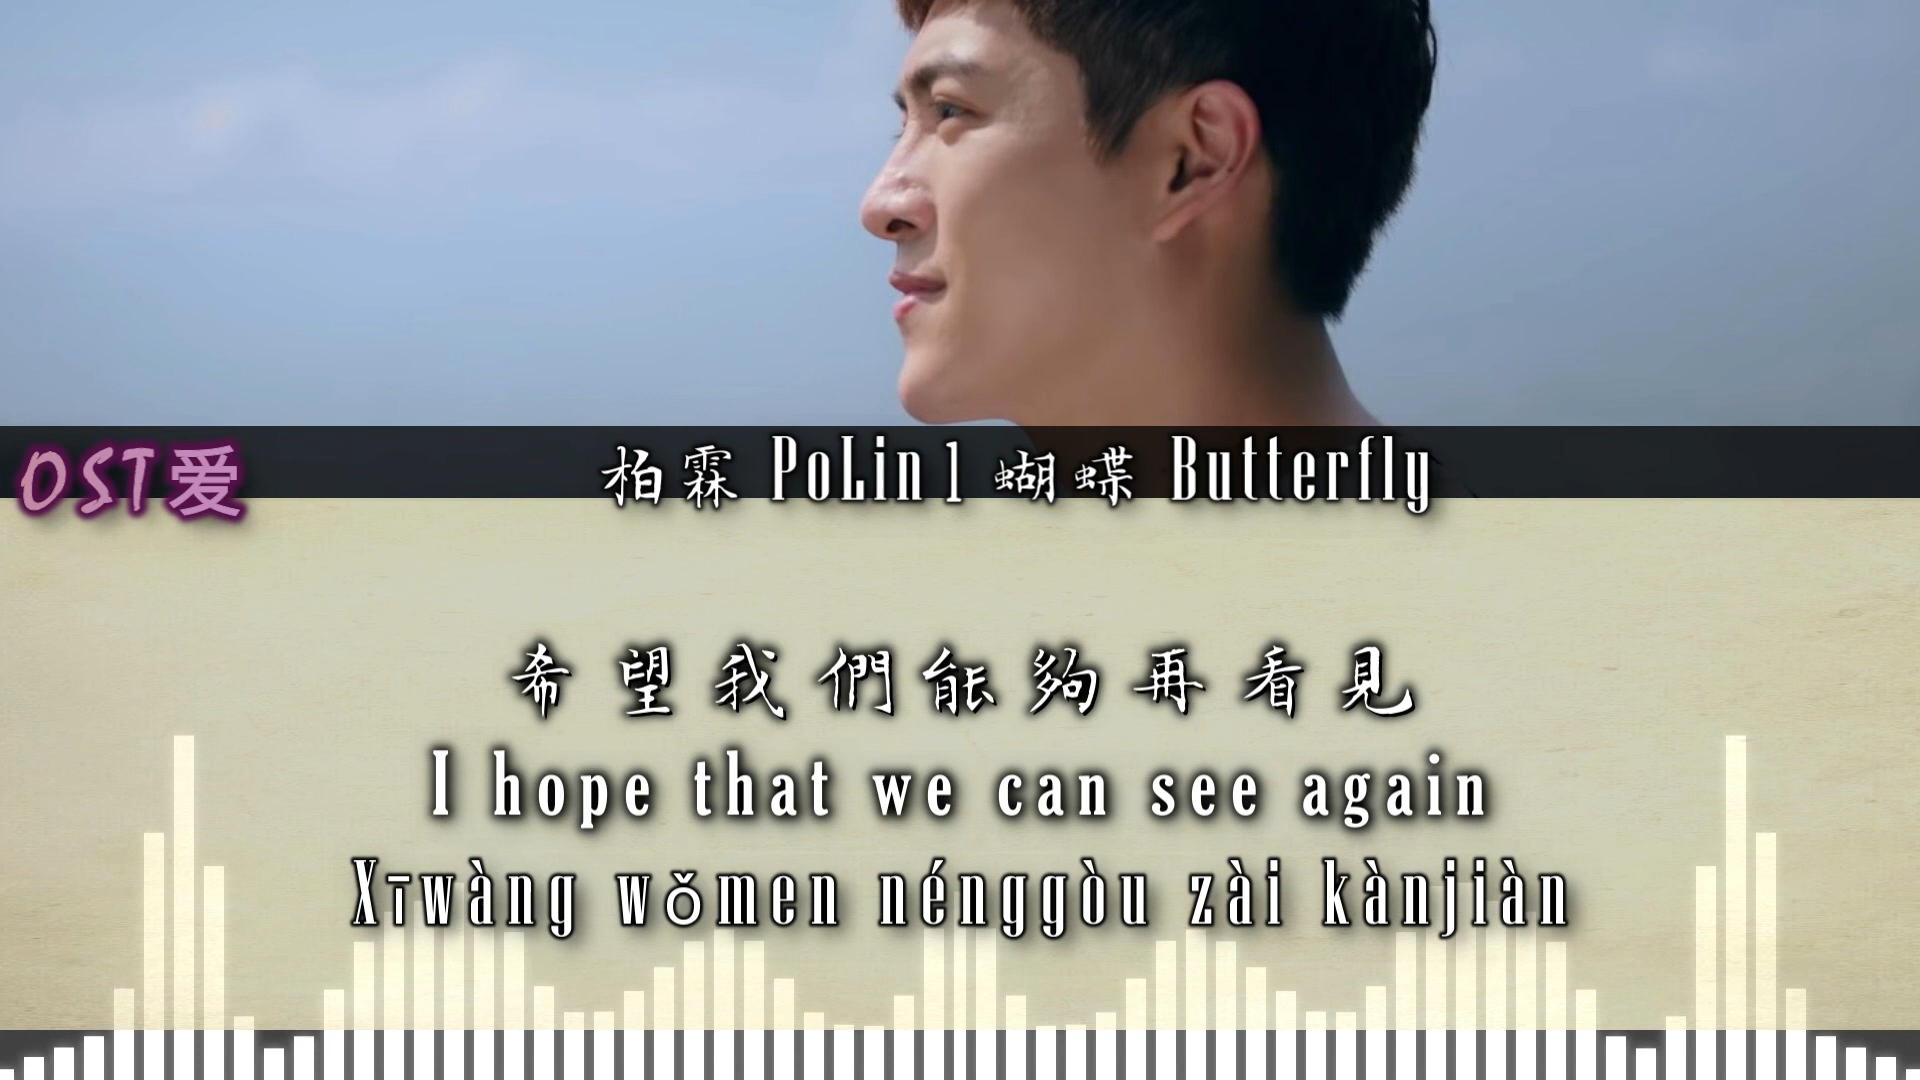 OST爱
柏霖 PoLin l 蝴蝶 Butterfly
希望我們能夠再看見
I hope that we can see again
Xīwàng wǒmen nénggòu zài kànjiàn